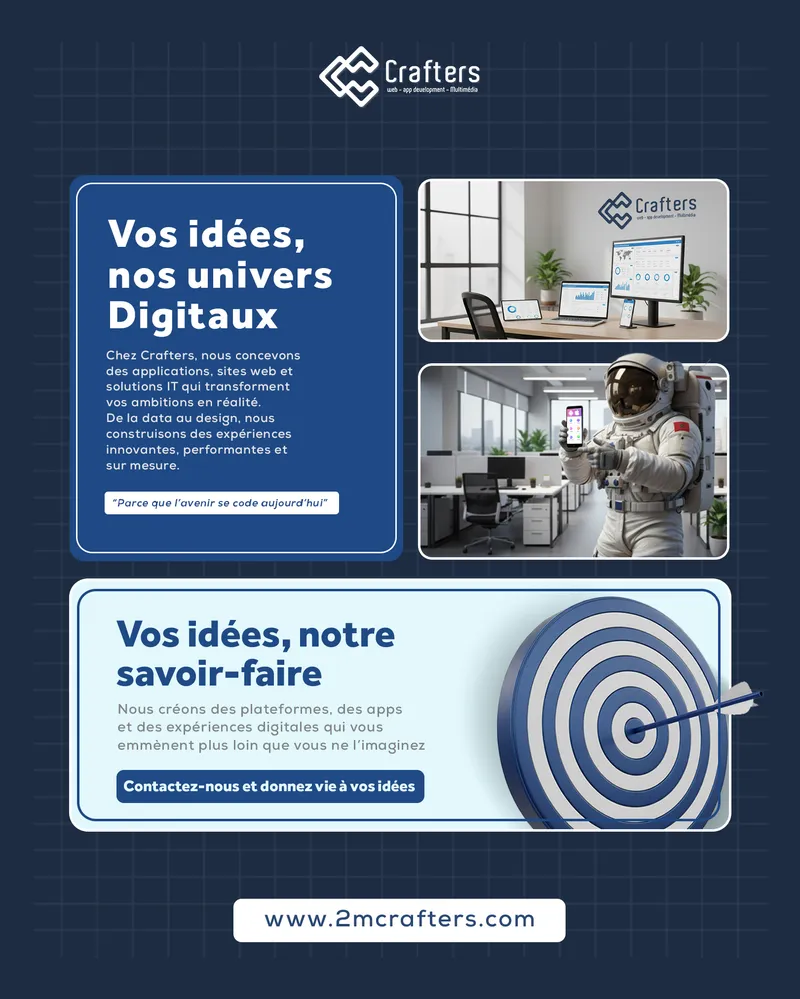 Crafters
web - app development - Multimédia
Vos idées,
nos univers
Digitaux
Chez Crafters, nous concevons
des applications, sites web et
solutions IT qui transforment
vos ambitions en réalité.
De la data au design, nous
construisons des expériences
innovantes, performantes et
sur mesure.
“Parce que l’avenir se code aujourd’hui”
Crafters
web - app development - Multimédia
Vos idées, notre
savoir-faire
Nous créons des plateformes, des apps
et des expériences digitales qui vous
emmènent plus loin que vous ne l’imaginez
Contactez-nous et donnez vie à vos idées
www.2mcrafters.com